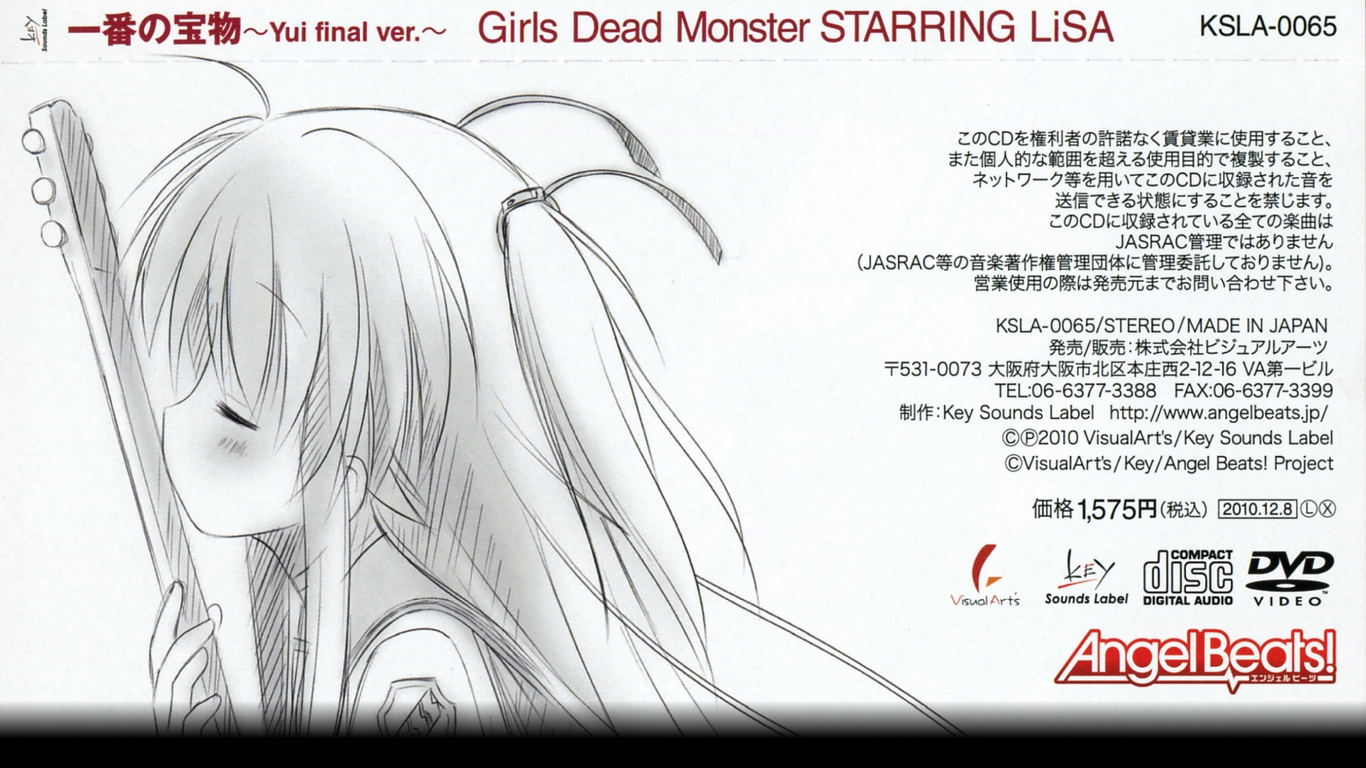 KEY Sounds Label
一番の宝物～Yui final ver.～ Girls Dead Monster STARRING LiSA KSLA-0065
このCDを権利者の許諾なく賃貸業に使用すること、
また個人的な範囲を超える使用目的で複製すること、
ネットワーク等を用いてこのCDに収録された音を
送信できる状態にすることを禁じます。
このCDに収録されている全ての楽曲は
JASRAC管理ではありません
(JASRAC等の音楽著作権管理団体に管理委託しておりません)。
営業使用の際は発売元までお問い合わせ下さい。
KSLA-0065/STEREO/MADE IN JAPAN
発売/販売:株式会社ビジュアルアーツ
〒531-0073 大阪府大阪市北区本庄西2-12-16 VA第一ビル
TEL:06-6377-3388 FAX:06-6377-3399
制作:Key Sounds Label http://www.angelbeats.jp/
©Ⓟ2010 VisualArt's/Key Sounds Label
©VisualArt's/Key/Angel Beats! Project
価格1,575円(税込) 2010.12.8ⓁⓍ
VisualArt's KEY Sounds Label COMPACT disc DIGITAL AUDIO DVD VIDEO™
AngelBeats!
エンジェルビーツ